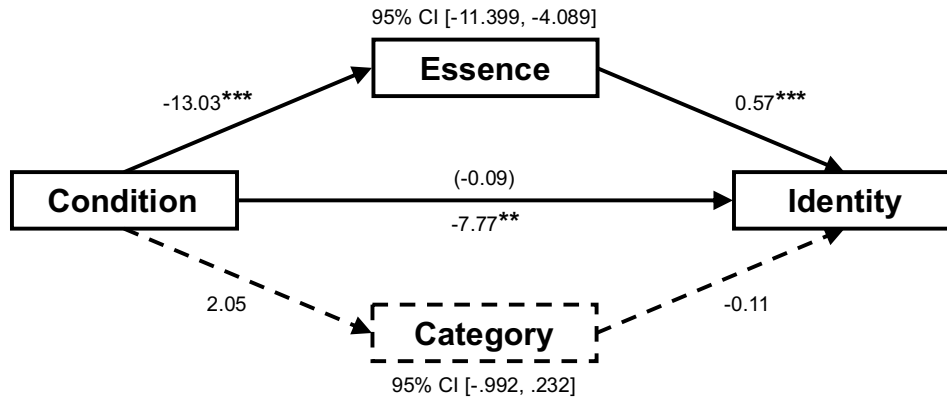 95% CI [-11.399, -4.089]
Essence
-13.03***
0.57***
Condition
(-0.09)
-7.77**
Identity
2.05
-0.11
Category
95% CI [-.992, .232]